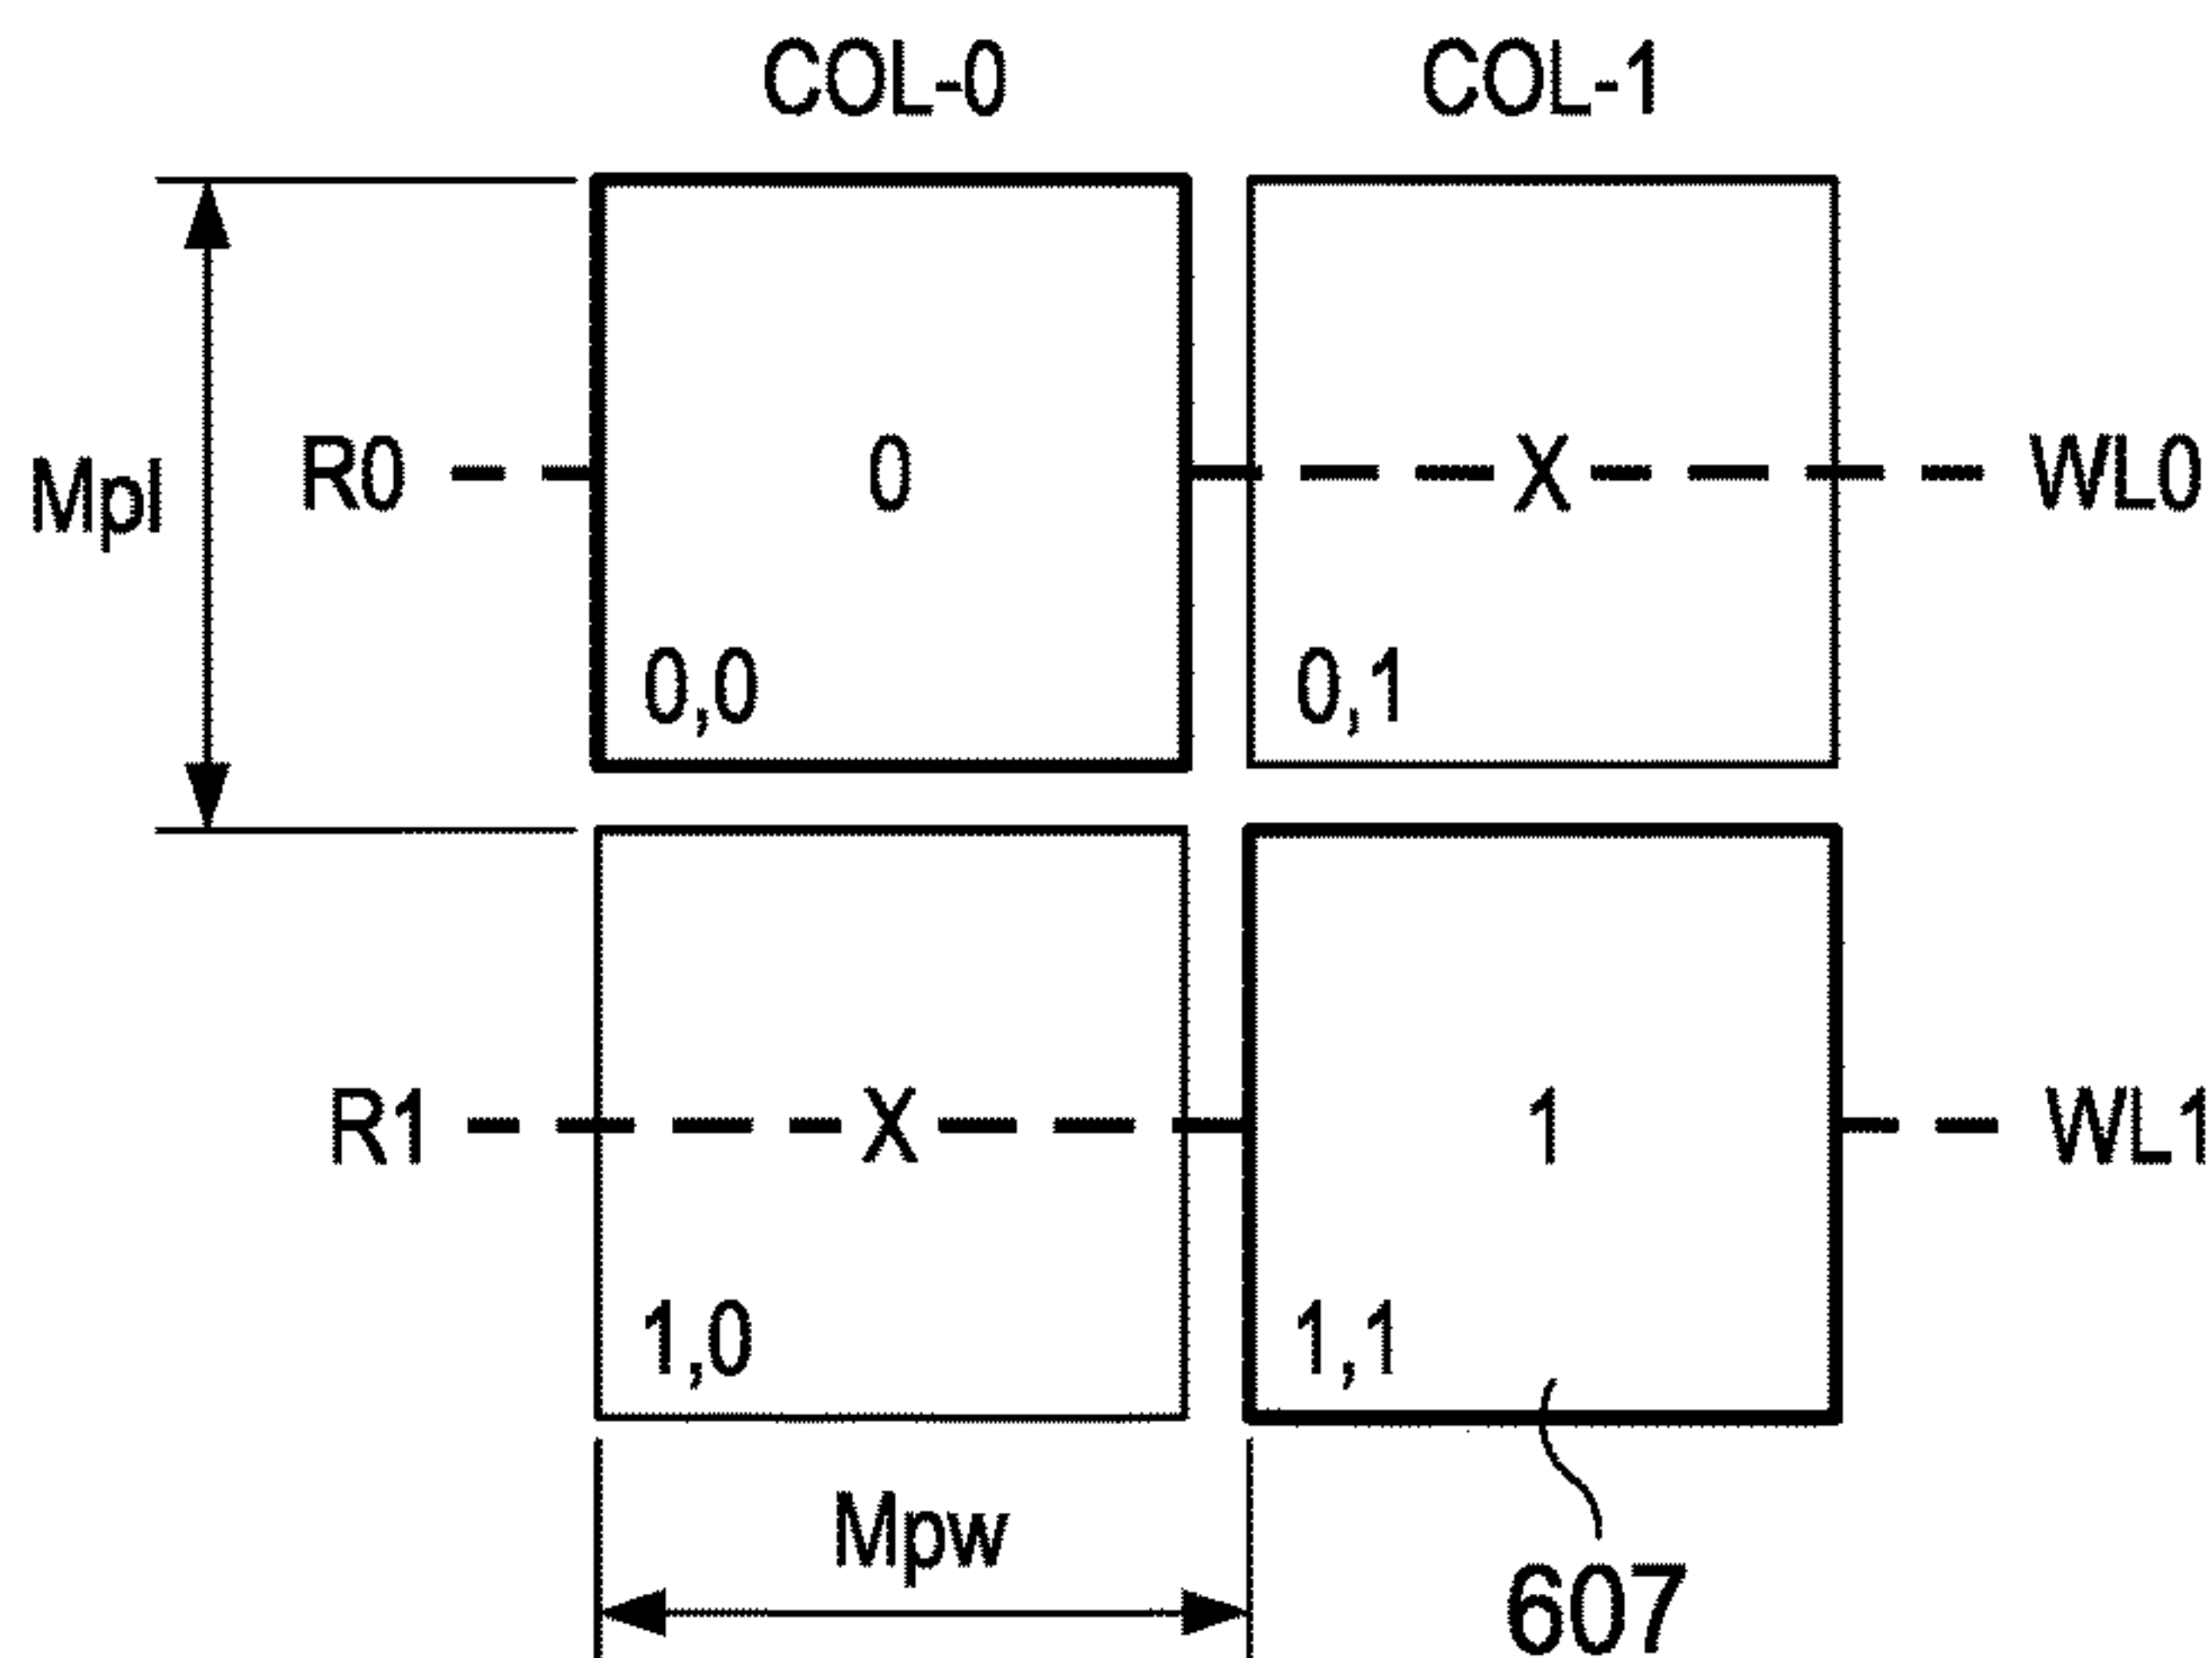 COL-0 COL-1
Mpl R0 0 X WL0
0,0 0,1
R1 X 1 WL1
1,0 1,1
Mpw
607